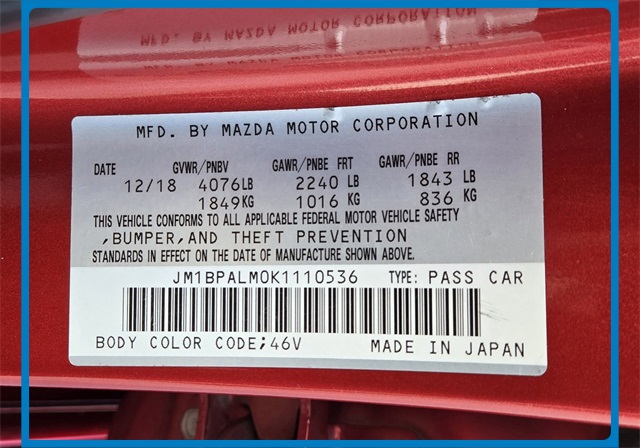 MFD. BY MAZDA MOTOR CORPORATION
DATE GVWR/PNBV GAWR/PNBE FRT GAWR/PNBE RR
12/18 4076LB 2240 LB 1843 LB
1849KG 1016 KG 836 KG
THIS VEHICLE CONFORMS TO ALL APPLICABLE FEDERAL MOTOR VEHICLE SAFETY
,BUMPER,AND THEFT PREVENTION
STANDARDS IN EFFECT ON THE DATE OF MANUFACTURE SHOWN ABOVE.
JM1BPALM0K1110536 TYPE: PASS CAR
BODY COLOR CODE;46V MADE IN JAPAN